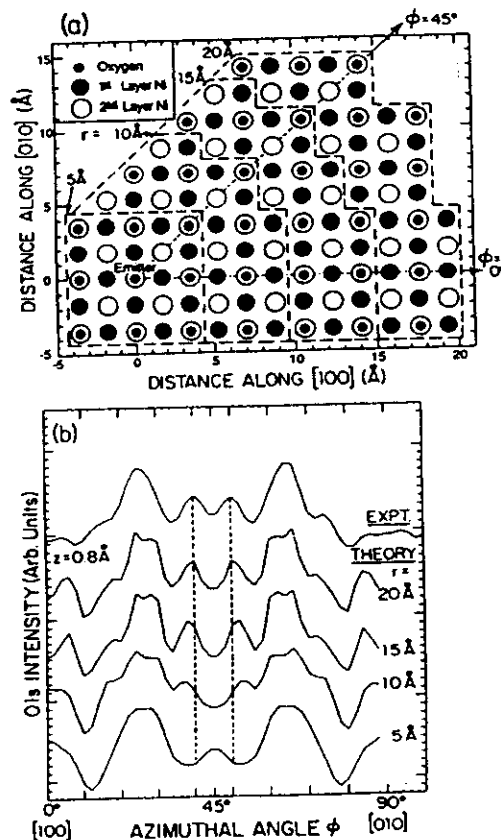 (a)
Oxygen
1st Layer Ni
2nd Layer Ni
r = 10Å
20Å
15Å
5Å
φ=45°
Emitter
φ=0°
15
10
5
0
-5
DISTANCE ALONG [010] (Å)
-5
0
5
10
15
20
DISTANCE ALONG [100] (Å)
(b)
O1s INTENSITY (Arb. Units)
z=0.8Å
EXPT.
THEORY
r =
20Å
15Å
10Å
5Å
0°
45°
90°
[100]
AZIMUTHAL ANGLE φ
[010]